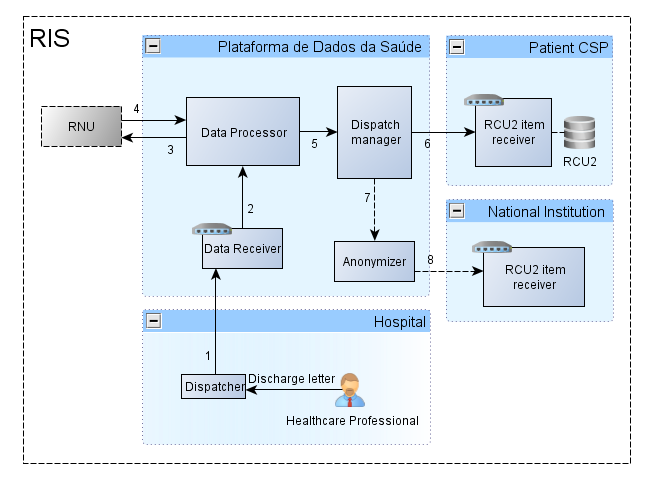 RIS
Plataforma de Dados da Saúde
Patient CSP
RNU
4
3
Data Processor
5
Dispatch
manager
6
RCU2 item
receiver
RCU2
2
7
National Institution
Data Receiver
Anonymizer
8
RCU2 item
receiver
Hospital
1
Dispatcher
Discharge letter
Healthcare Professional